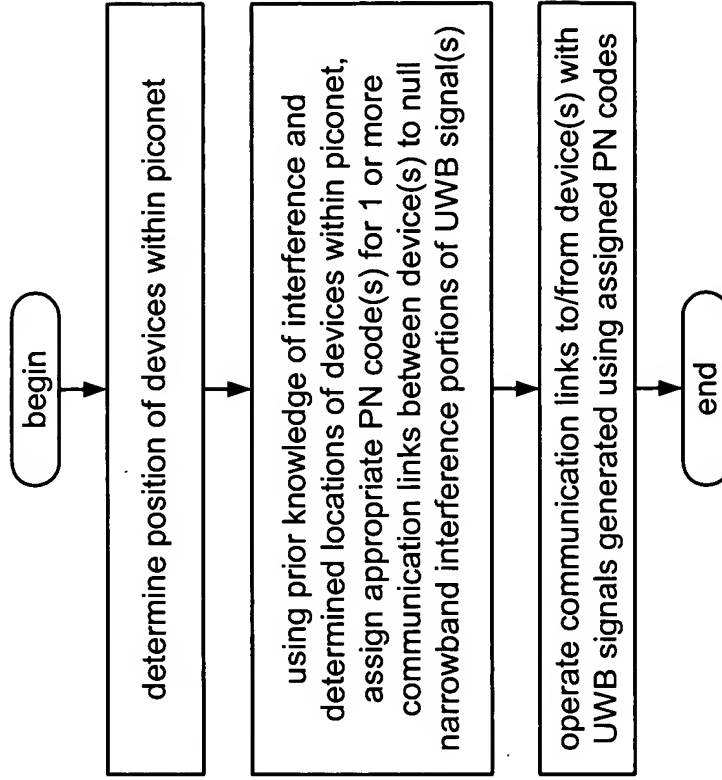 begin
determine position of devices within piconet
using prior knowledge of interference and
determined locations of devices within piconet,
assign appropriate PN code(s) for 1 or more
communication links between device(s) to null
narrowband interference portions of UWB signal(s)
operate communication links to/from device(s) with
UWB signals generated using assigned PN codes
end